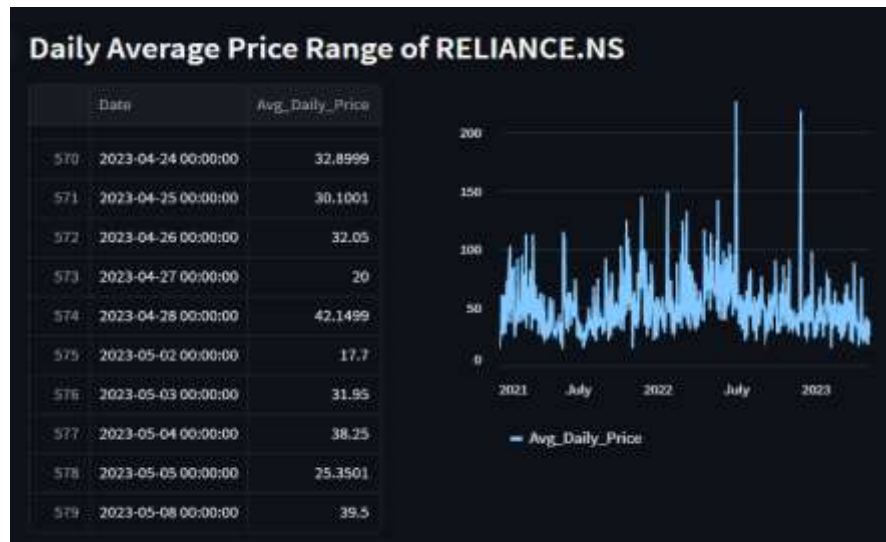 Daily Average Price Range of RELIANCE.NS
Date Avg_Daily_Price
570 2023-04-24 00:00:00 32.8999
571 2023-04-25 00:00:00 30.1001
572 2023-04-26 00:00:00 32.05
573 2023-04-27 00:00:00 20
574 2023-04-28 00:00:00 42.1499
575 2023-05-02 00:00:00 17.7
576 2023-05-03 00:00:00 31.95
577 2023-05-04 00:00:00 38.25
578 2023-05-05 00:00:00 25.3501
579 2023-05-08 00:00:00 39.5
200
150
100
50
0
2021 July 2022 July 2023
Avg_Daily_Price